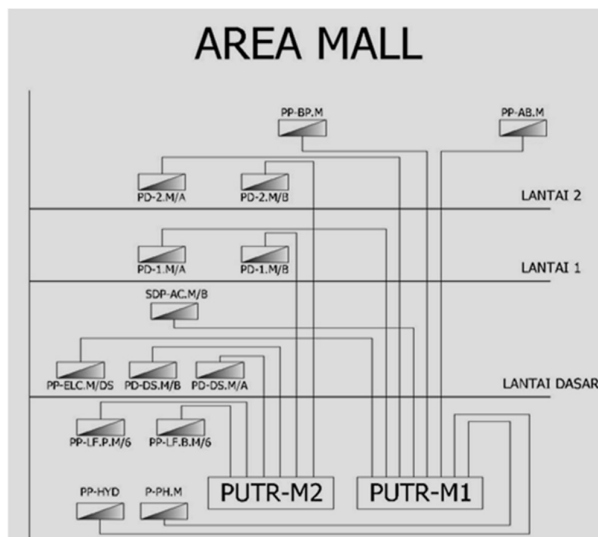 AREA MALL
PP-BP.M
PP-AB.M
PD-2.M/A
PD-2.M/B
LANTAI 2
PD-1.M/A
PD-1.M/B
LANTAI 1
SDP-AC.M/B
PP-ELC.M/DS
PD-DS.M/B
PD-DS.M/A
LANTAI DASAR
PP-LF.P.M/6
PP-LF.B.M/6
PP-HYD
P-PH.M
PUTR-M2
PUTR-M1